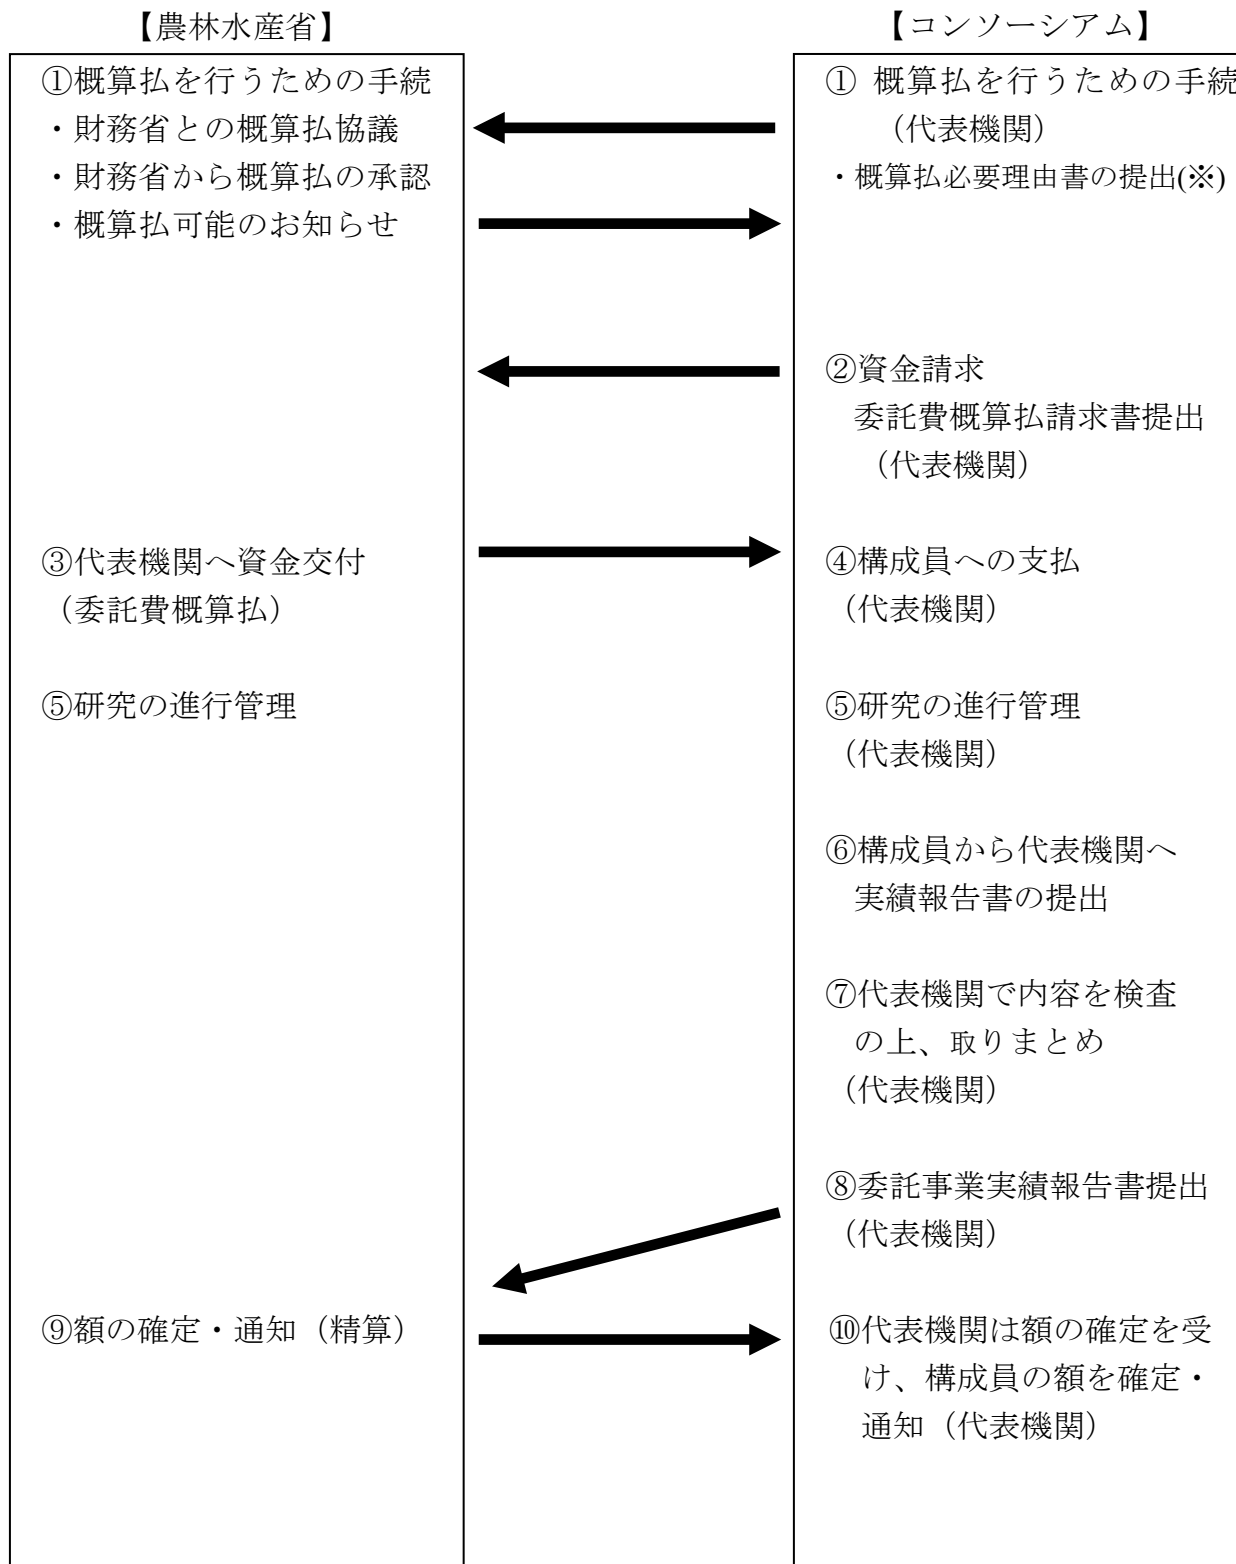 【農林水産省】
①概算払を行うための手続
・財務省との概算払協議
・財務省から概算払の承認
・概算払可能のお知らせ
③代表機関へ資金交付
(委託費概算払)
⑤研究の進行管理
⑨額の確定・通知(精算)
【コンソーシアム】
① 概算払を行うための手続
(代表機関)
・概算払必要理由書の提出(※)
②資金請求
委託費概算払請求書提出
(代表機関)
④構成員への支払
(代表機関)
⑤研究の進行管理
(代表機関)
⑥構成員から代表機関へ
実績報告書の提出
⑦代表機関で内容を検査
の上、取りまとめ
(代表機関)
⑧委託事業実績報告書提出
(代表機関)
⑩代表機関は額の確定を受
け、構成員の額を確定・
通知(代表機関)